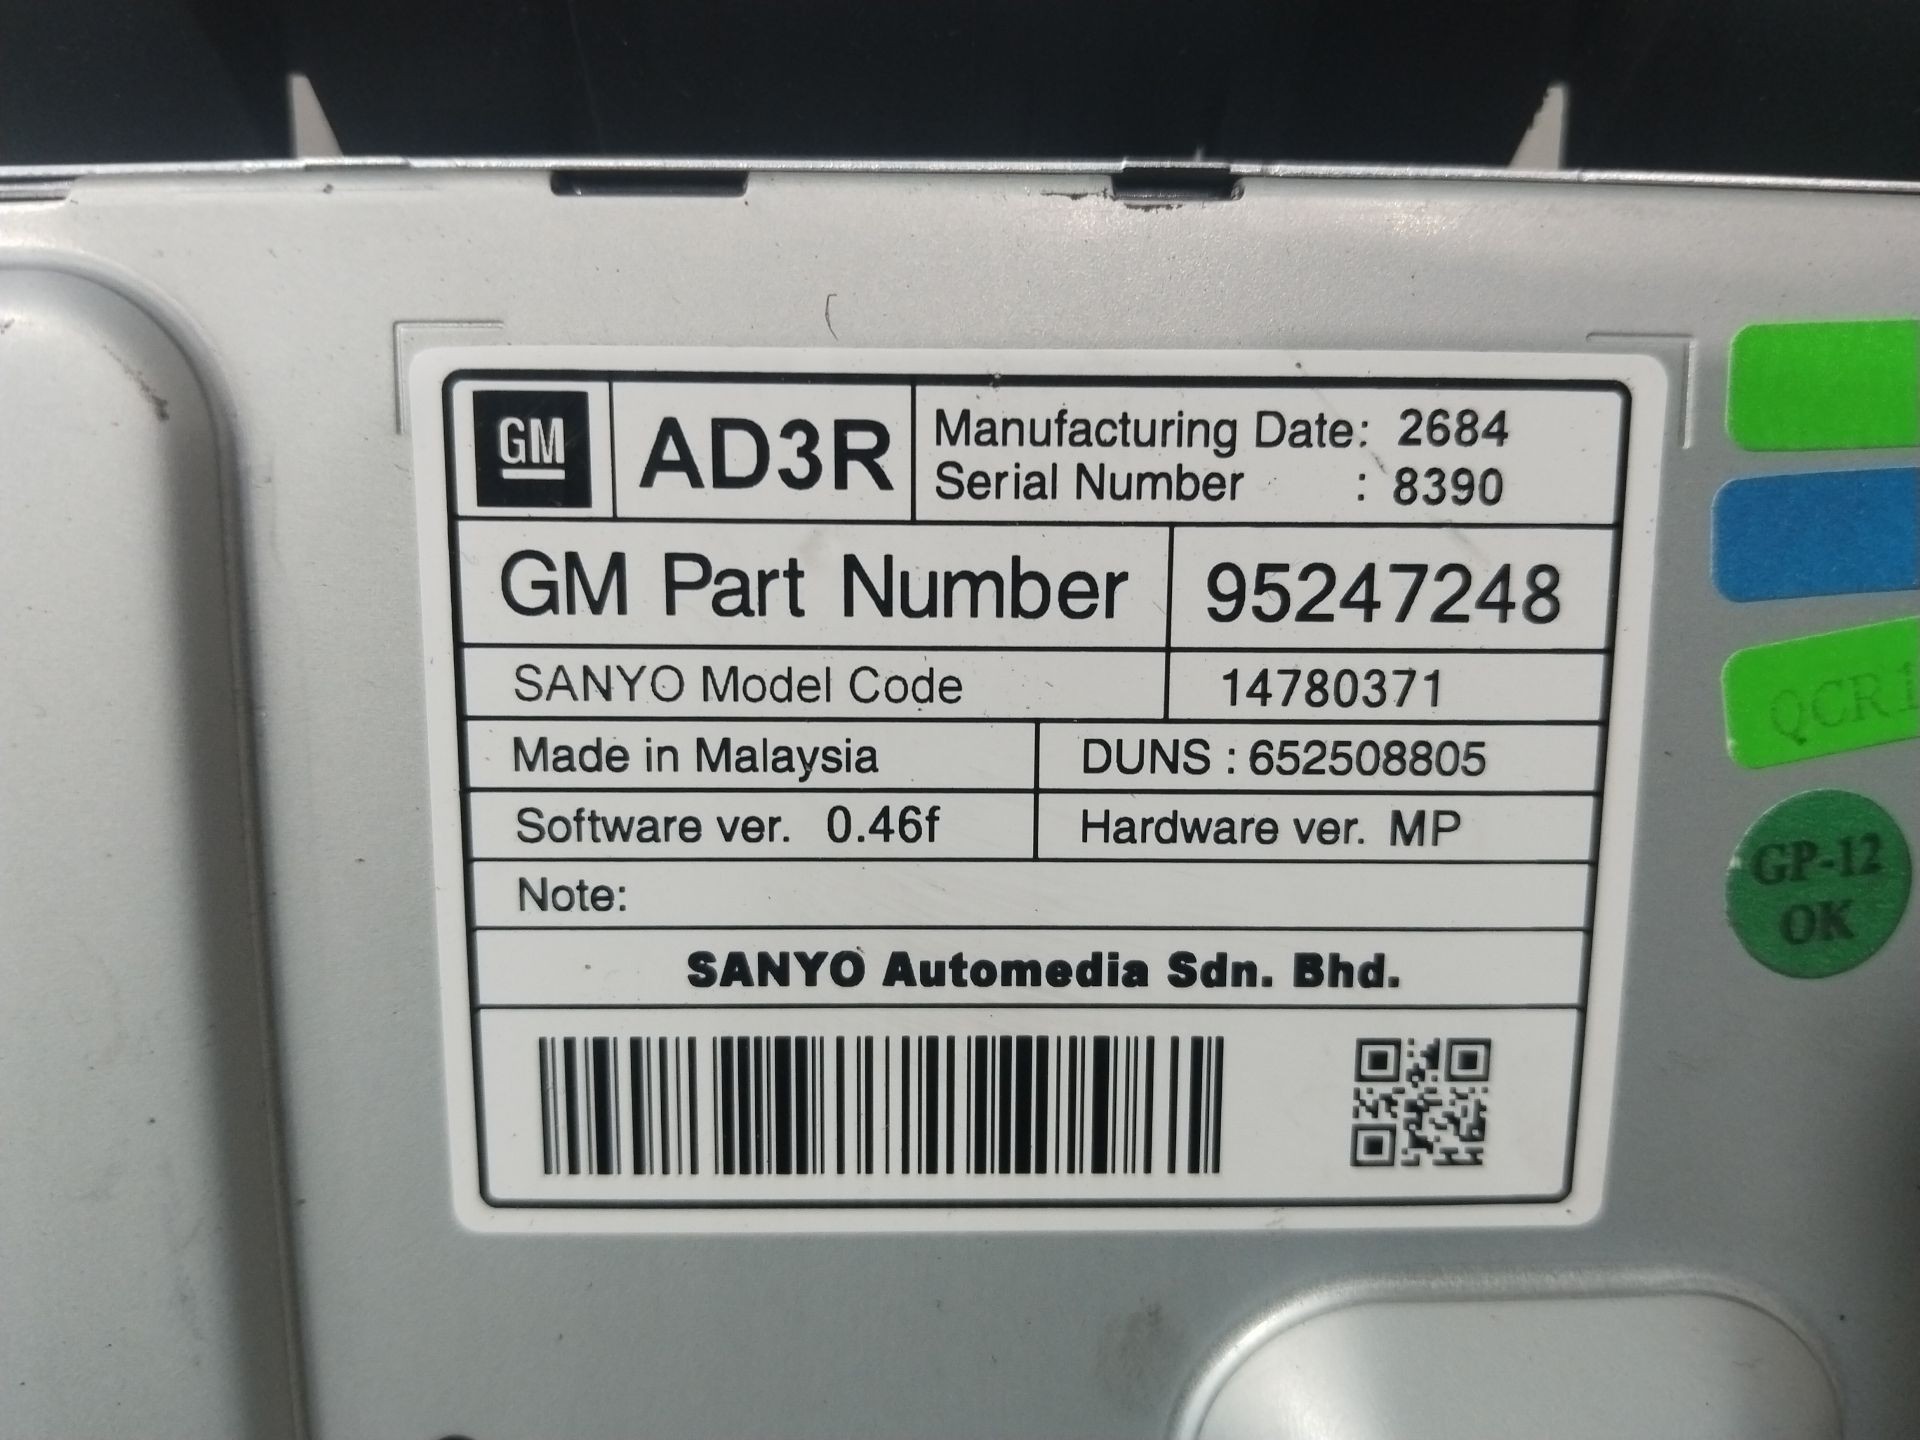 GM
AD3R
Manufacturing Date: 2684
Serial Number : 8390
GM Part Number 95247248
SANYO Model Code 14780371
Made in Malaysia DUNS : 652508805
Software ver. 0.46f Hardware ver. MP
Note:
SANYO Automedia Sdn. Bhd.
QCR1
GP-12
OK